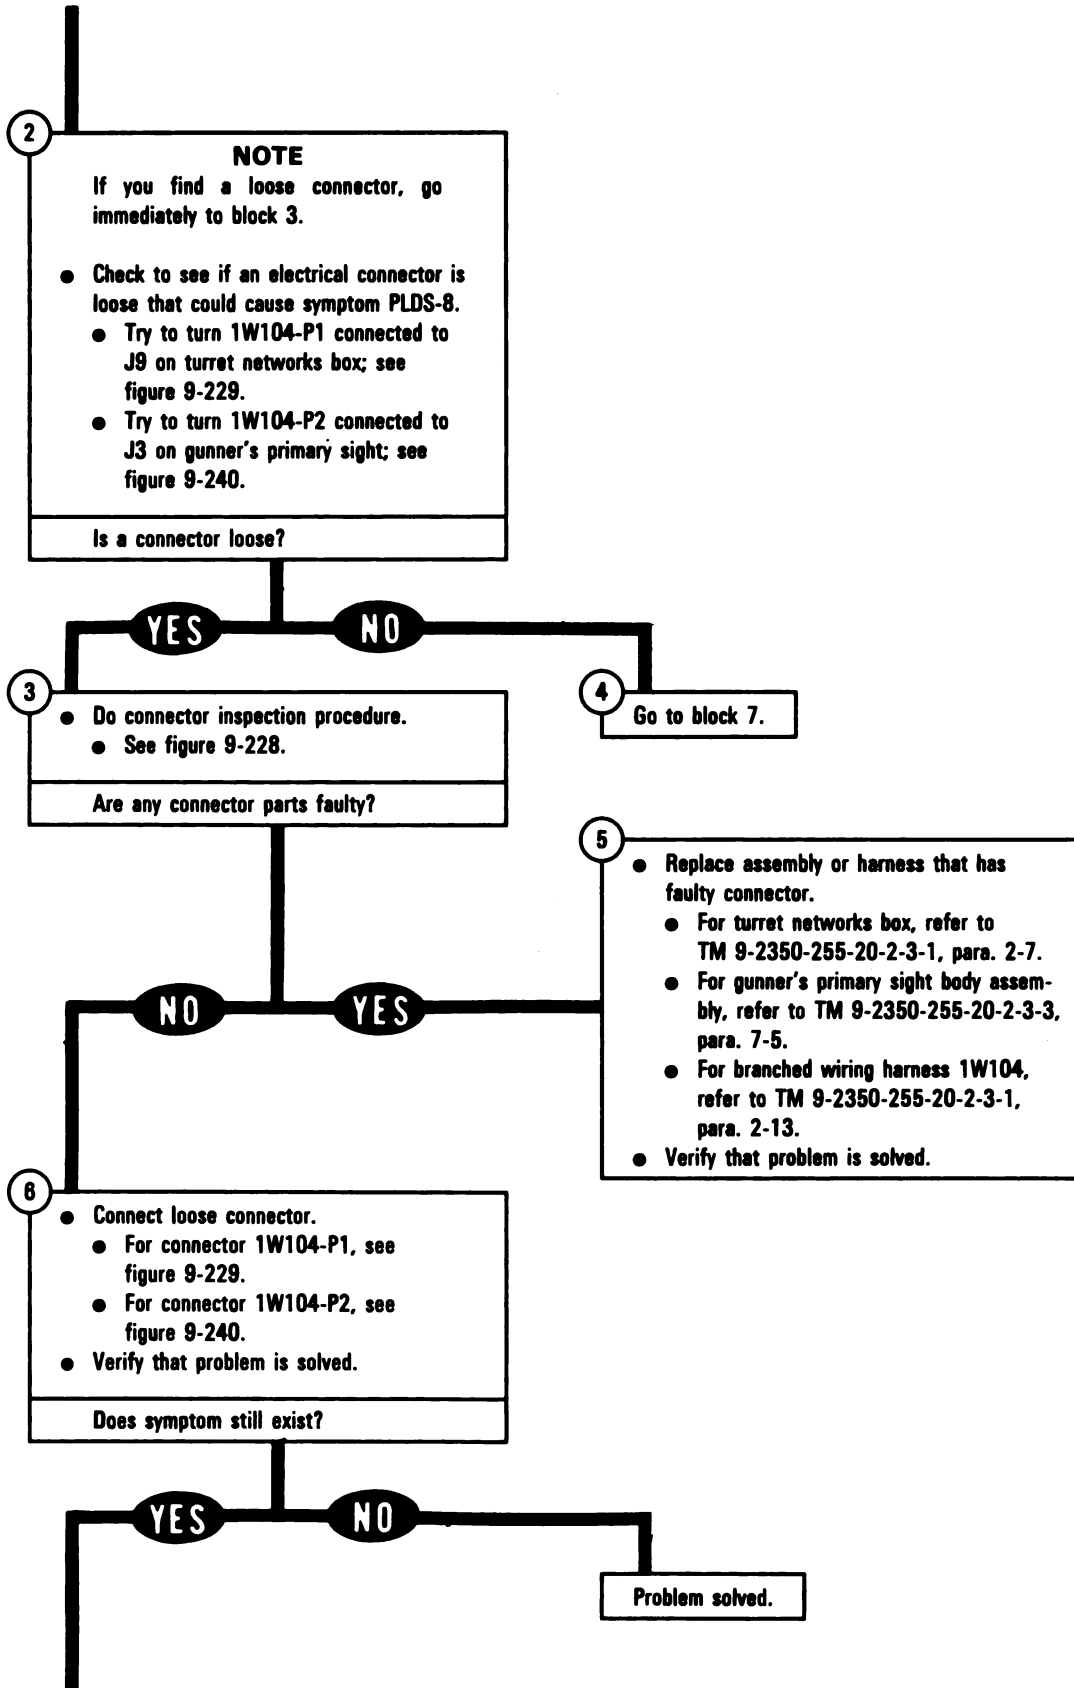 2
NOTE
If you find a loose connector, go
immediately to block 3.
● Check to see if an electrical connector is
loose that could cause symptom PLDS-8.
● Try to turn 1W104-P1 connected to
J9 on turret networks box; see
figure 9-229.
● Try to turn 1W104-P2 connected to
J3 on gunner's primary sight; see
figure 9-240.
Is a connector loose?
YES
NO
3
● Do connector inspection procedure.
● See figure 9-228.
Are any connector parts faulty?
4
Go to block 7.
NO
YES
5
● Replace assembly or harness that has
faulty connector.
● For turret networks box, refer to
TM 9-2350-255-20-2-3-1, para. 2-7.
● For gunner's primary sight body assem-
bly, refer to TM 9-2350-255-20-2-3-3,
para. 7-5.
● For branched wiring harness 1W104,
refer to TM 9-2350-255-20-2-3-1,
para. 2-13.
● Verify that problem is solved.
6
● Connect loose connector.
● For connector 1W104-P1, see
figure 9-229.
● For connector 1W104-P2, see
figure 9-240.
● Verify that problem is solved.
Does symptom still exist?
YES
NO
Problem solved.